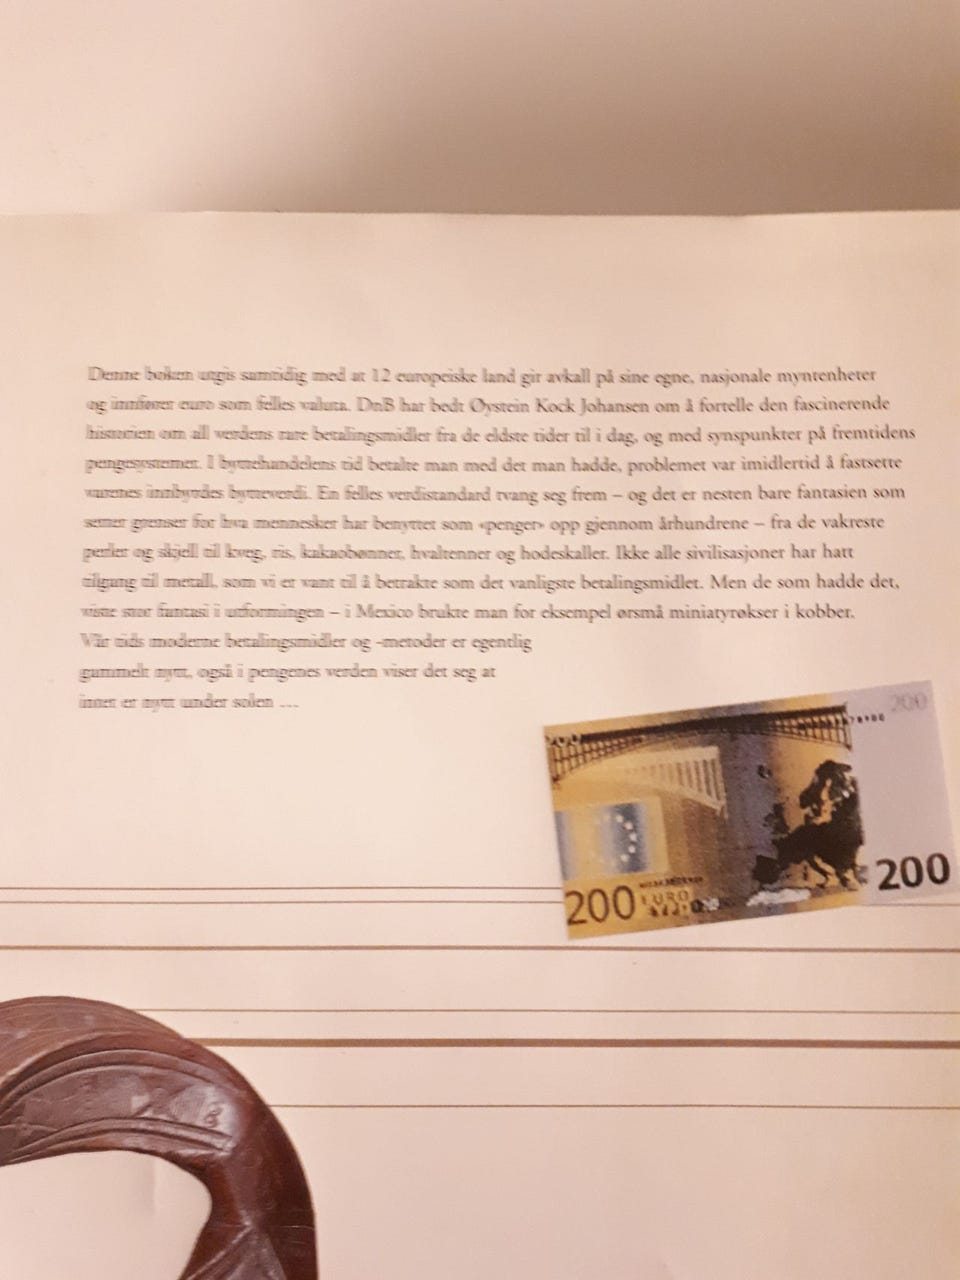 Denne boken utgis samtidig med at 12 europeiske land gir avkall på sine egne, nasjonale myntenheter
og innfører euro som felles valuta. DnB har bedt Øystein Kock Johansen om å fortelle den fascinerende
historien om all verdens rare betalingsmidler fra de eldste tider til i dag, og med synspunkter på fremtidens
pengesystemer. I byttehandelens tid betalte man med det man hadde, problemet var imidlertid å fastsette
varenes innbyrdes bytteverdi. En felles verdistandard tvang seg frem – og det er nesten bare fantasien som
setter grenser for hva mennesker har benyttet som «penger» opp gjennom århundrene – fra de vakreste
perler og skjell til kveg, ris, kakaobønner, hvaltenner og hodeskaller. Ikke alle sivilisasjoner har hatt
tilgang til metall, som vi er vant til å betrakte som det vanligste betalingsmidlet. Men de som hadde det,
viste stor fantasi i utformingen – i Mexico brukte man for eksempel ørsmå miniatyrøkser i kobber.
Vår tids moderne betalingsmidler og -metoder er egentlig
gammelt nytt, også i pengenes verden viser det seg at
intet er nytt under solen ...
200
200
200
200 EURO